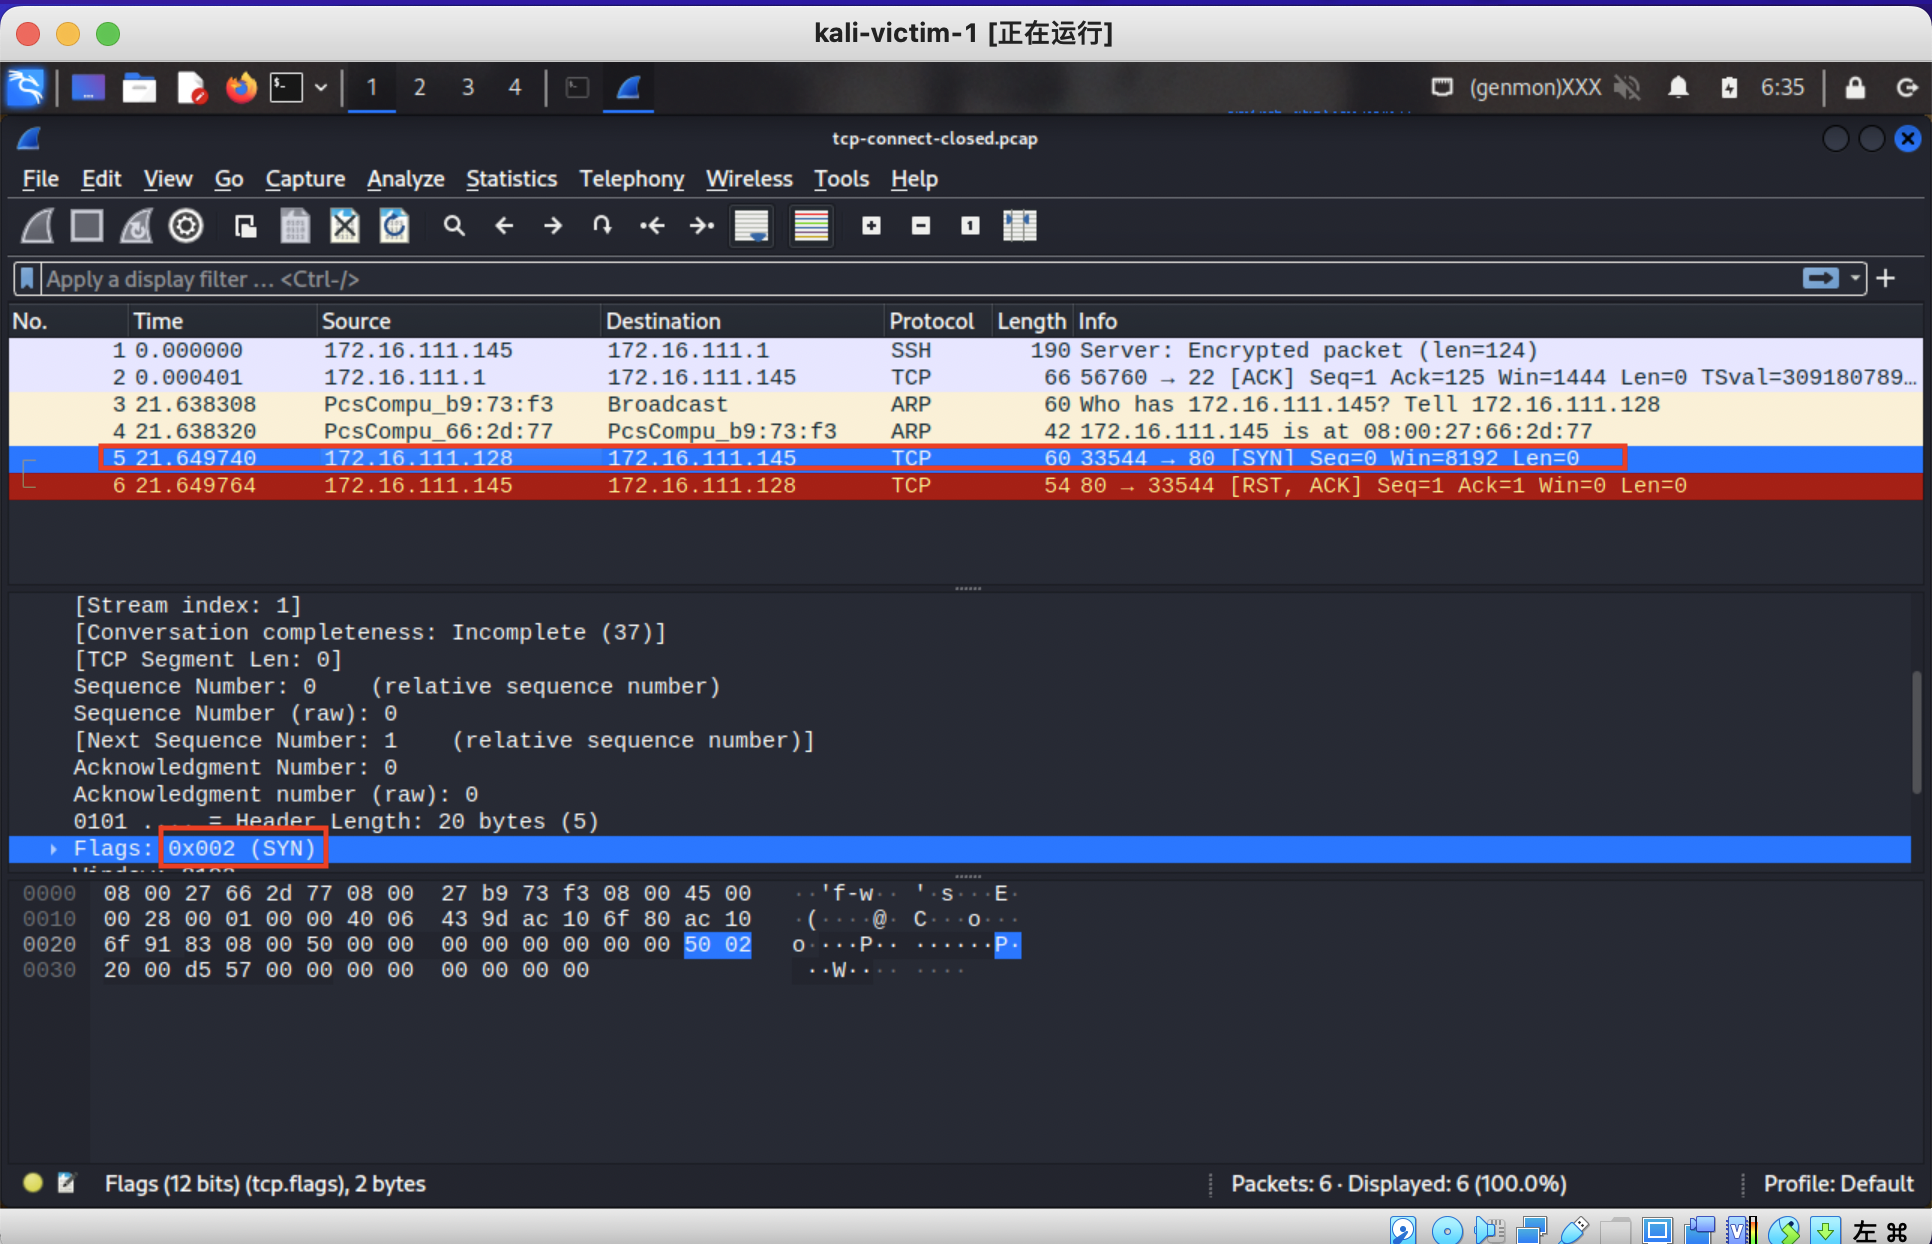 kali-victim-1 [正在运行]
1 2 3 4 (genmon)XXX 6:35
tcp-connect-closed.pcap
File Edit View Go Capture Analyze Statistics Telephony Wireless Tools Help
Apply a display filter … <Ctrl-/>
No. Time Source Destination Protocol Length Info
1 0.000000 172.16.111.145 172.16.111.1 SSH 190 Server: Encrypted packet (len=124)
2 0.000401 172.16.111.1 172.16.111.145 TCP 66 56760 → 22 [ACK] Seq=1 Ack=125 Win=1444 Len=0 TSval=309180789…
3 21.638308 PcsCompu_b9:73:f3 Broadcast ARP 60 Who has 172.16.111.145? Tell 172.16.111.128
4 21.638320 PcsCompu_66:2d:77 PcsCompu_b9:73:f3 ARP 42 172.16.111.145 is at 08:00:27:66:2d:77
5 21.649740 172.16.111.128 172.16.111.145 TCP 60 33544 → 80 [SYN] Seq=0 Win=8192 Len=0
6 21.649764 172.16.111.145 172.16.111.128 TCP 54 80 → 33544 [RST, ACK] Seq=1 Ack=1 Win=0 Len=0
[Stream index: 1]
[Conversation completeness: Incomplete (37)]
[TCP Segment Len: 0]
Sequence Number: 0 (relative sequence number)
Sequence Number (raw): 0
[Next Sequence Number: 1 (relative sequence number)]
Acknowledgment Number: 0
Acknowledgment number (raw): 0
0101 .... = Header Length: 20 bytes (5)
Flags: 0x002 (SYN)
0000 08 00 27 66 2d 77 08 00 27 b9 73 f3 08 00 45 00 ··'f-w·· '·s···E·
0010 00 28 00 01 00 00 40 06 43 9d ac 10 6f 80 ac 10 ·(····@· C···o···
0020 6f 91 83 08 00 50 00 00 00 00 00 00 00 00 50 02 o····P·· ······P·
0030 20 00 d5 57 00 00 00 00 00 00 00 00 ··W···· ····
Flags (12 bits) (tcp.flags), 2 bytes Packets: 6 · Displayed: 6 (100.0%) Profile: Default
左 ⌘